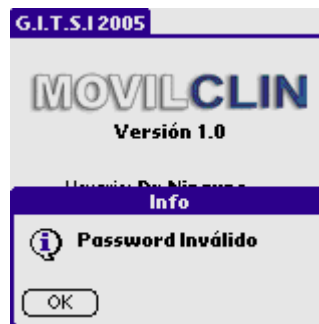 G.I.T.S.I 2005
MOVILCLIN
Versión 1.0
Info
Password Inválido
OK